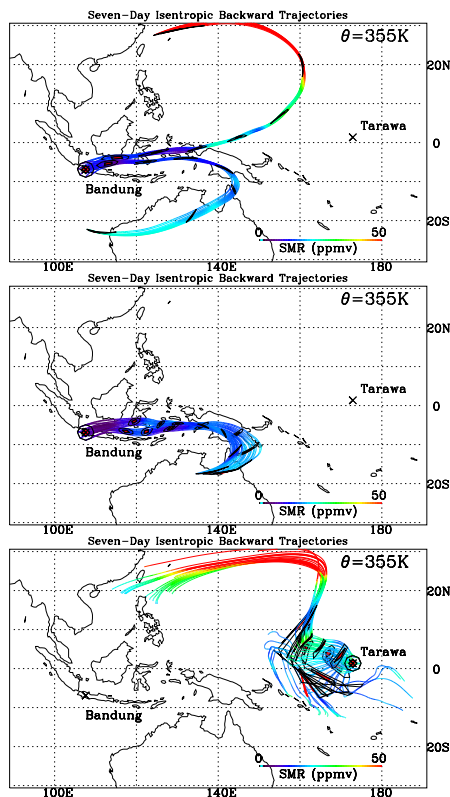 Seven-Day Isentropic Backward Trajectories
θ=355K
20N
Tarawa
0
Bandung
20S
0 50
SMR (ppmv)
100E 140E 180
Seven-Day Isentropic Backward Trajectories
θ=355K
20N
Tarawa
0
Bandung
20S
0 50
SMR (ppmv)
100E 140E 180
Seven-Day Isentropic Backward Trajectories
θ=355K
20N
Tarawa
0
Bandung
20S
0 50
SMR (ppmv)
100E 140E 180